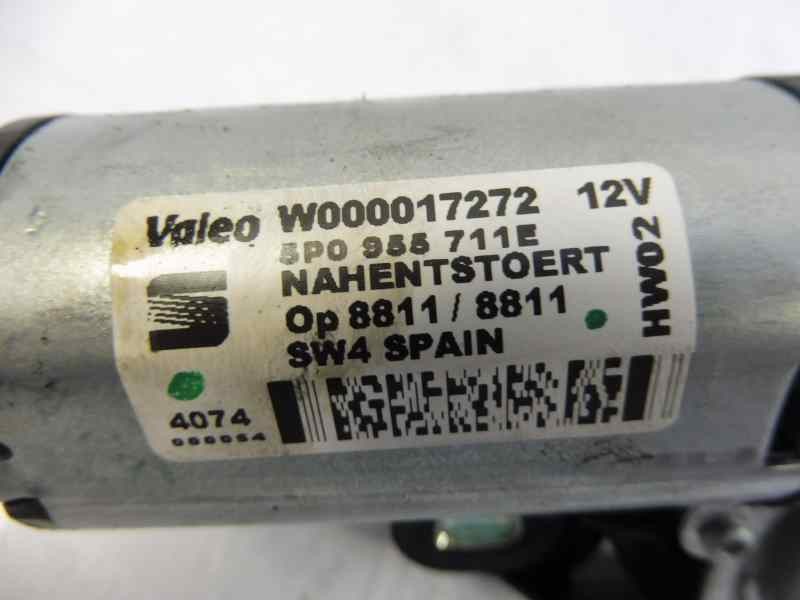 Valeo W000017272 12V
5P0 955 711E
NAHENTSTOERT
Op 8811 / 8811
SW4 SPAIN
HW02
4074